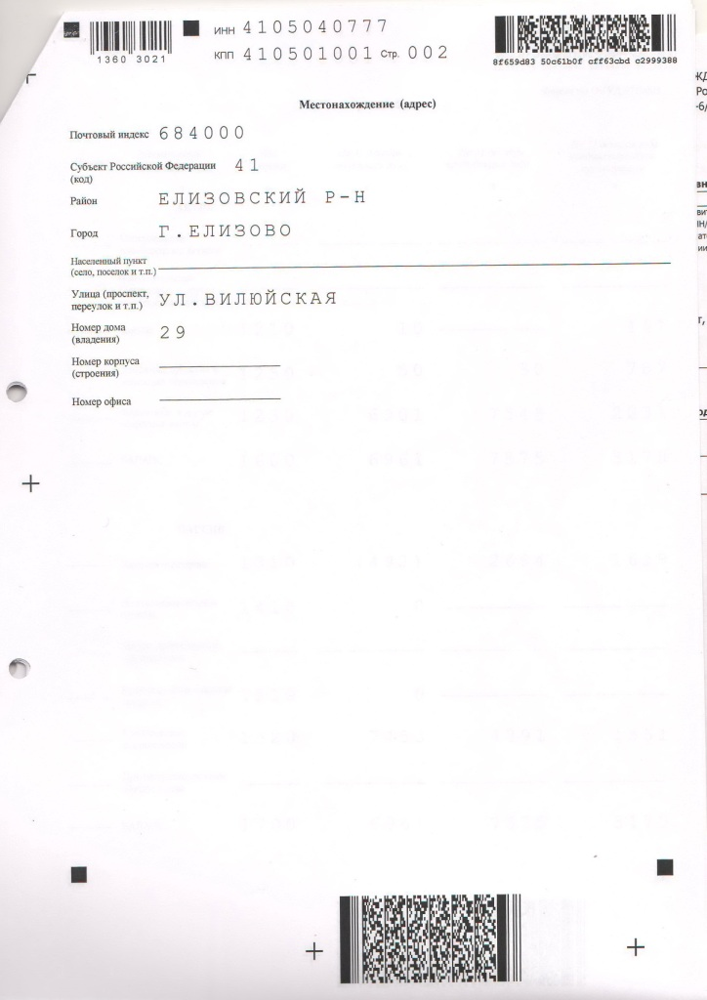 ИНН 4105040777
1360 3021
КПП 410501001 Стр. 002
8f659d83 50c61b0f cff63cbd c2999388
Местонахождение (адрес)
Почтовый индекс 684000
Субъект Российской Федерации 41
(код)
Район ЕЛИЗОВСКИЙ Р-Н
Город Г.ЕЛИЗОВО
Населенный пункт
(село, поселок и т.п.)
Улица (проспект,
переулок и т.п.) УЛ.ВИЛЮЙСКАЯ
Номер дома
(владения) 29
Номер корпуса
(строения)
Номер офиса